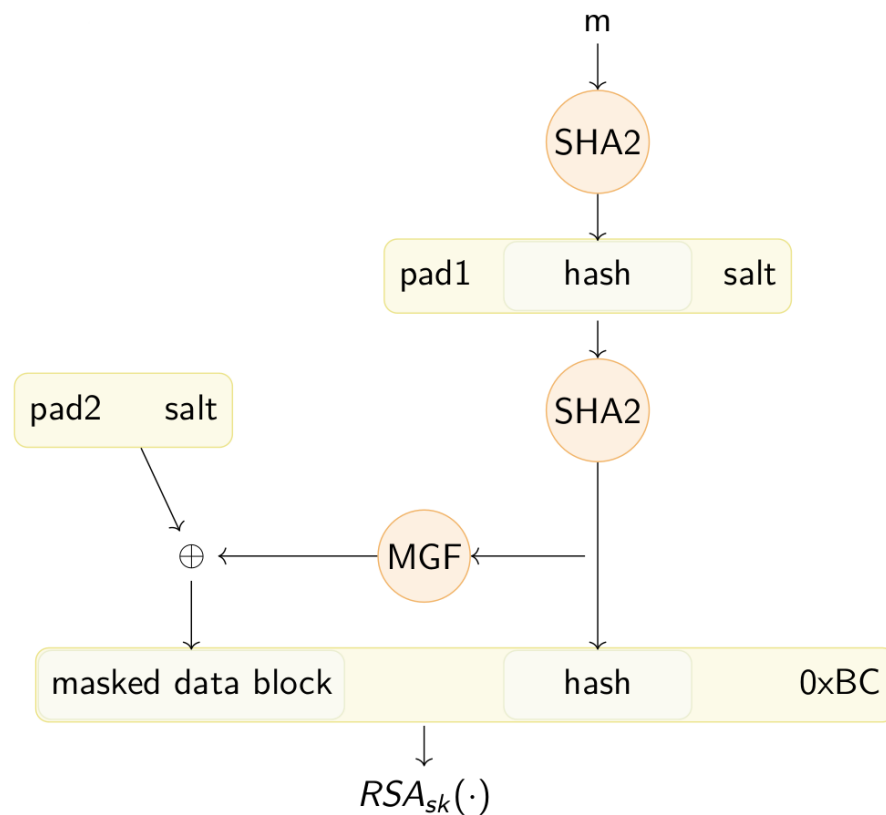 m
SHA2
pad1 hash salt
SHA2
pad2 salt
⊕ MGF
masked data block hash 0xBC
RSA_sk(·)